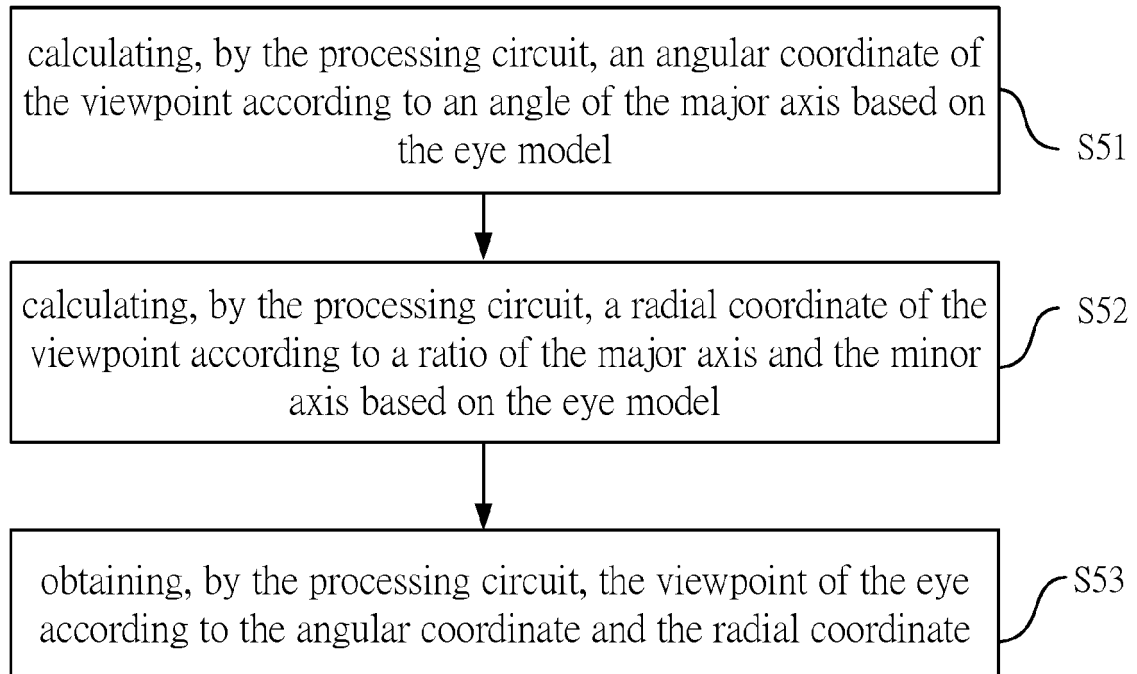 calculating, by the processing circuit, an angular coordinate of
the viewpoint according to an angle of the major axis based on
the eye model
S51
calculating, by the processing circuit, a radial coordinate of the
viewpoint according to a ratio of the major axis and the minor
axis based on the eye model
S52
obtaining, by the processing circuit, the viewpoint of the eye
according to the angular coordinate and the radial coordinate
S53